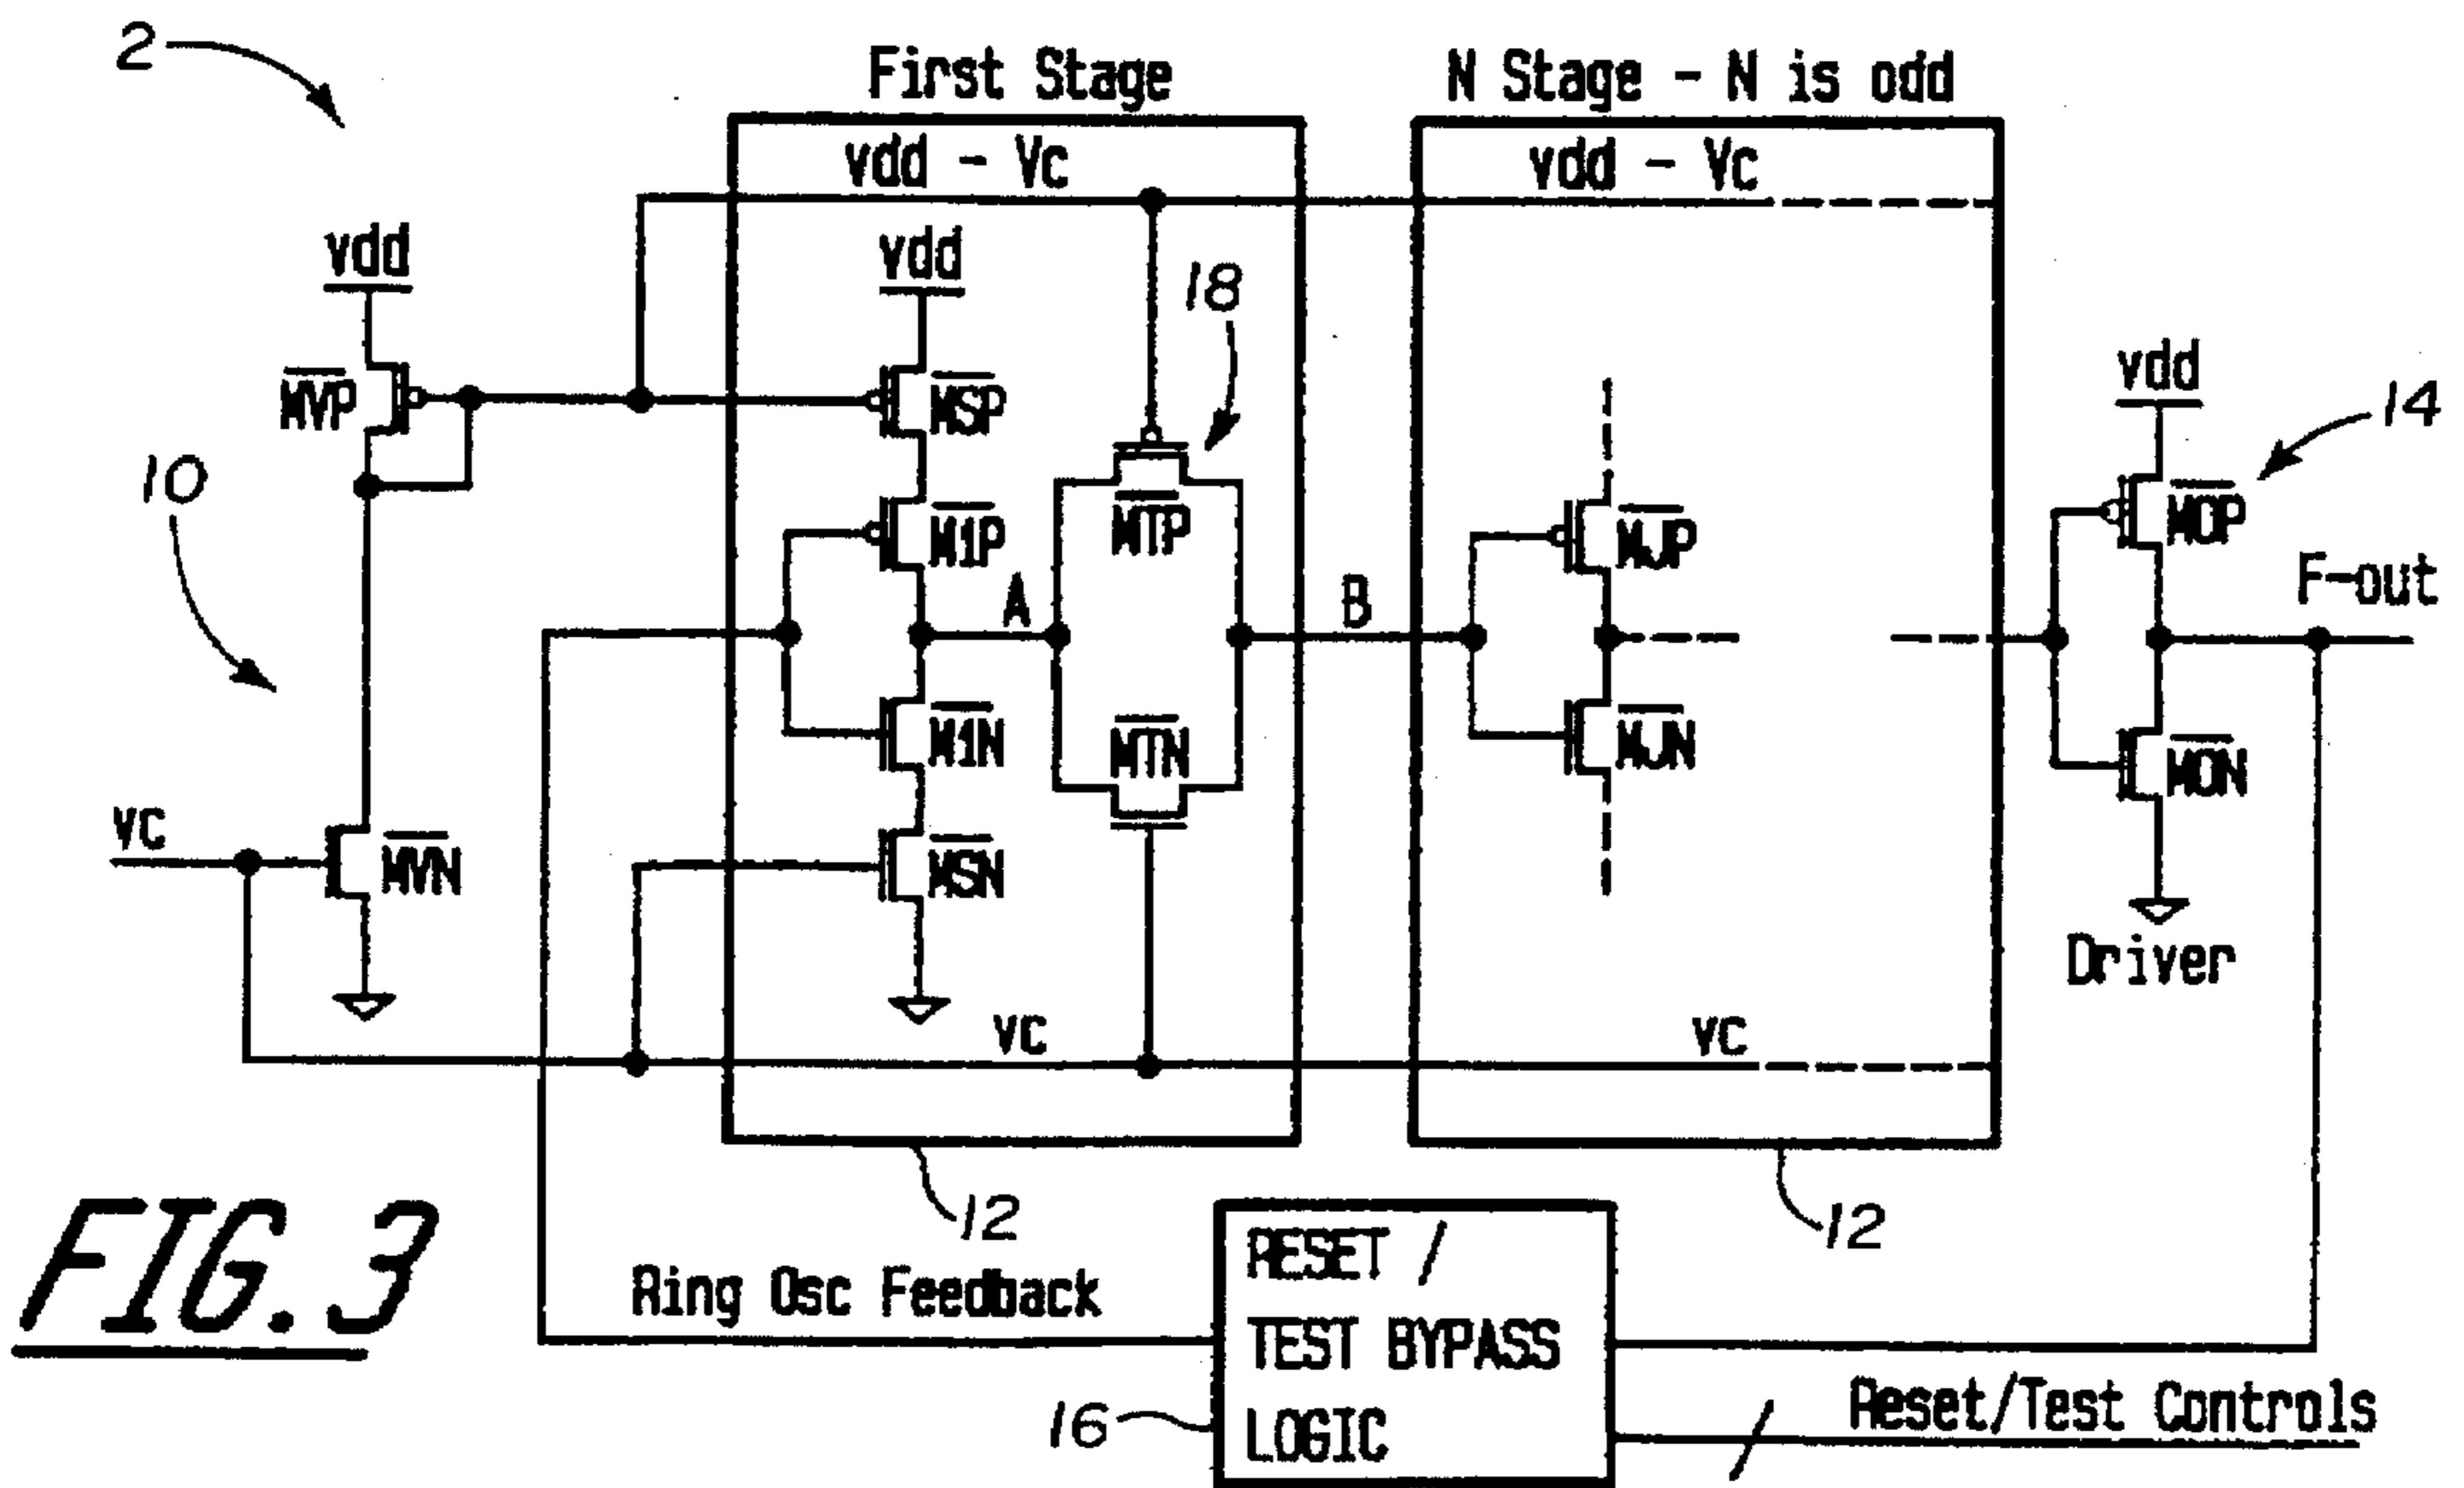 2
First Stage
N Stage - N is odd
vdd - Vc
vdd - Vc
vdd
vdd
18
vdd
14
MVP
MSP
10
M1P
MTP
MJP
MOP
F-out
A
B
M1N
MTN
MJN
MON
VC
MVN
MSN
Driver
VC
VC
12
12
FIG. 3
Ring Osc Feedback
RESET /
TEST BYPASS
LOGIC
16
Reset/Test Controls